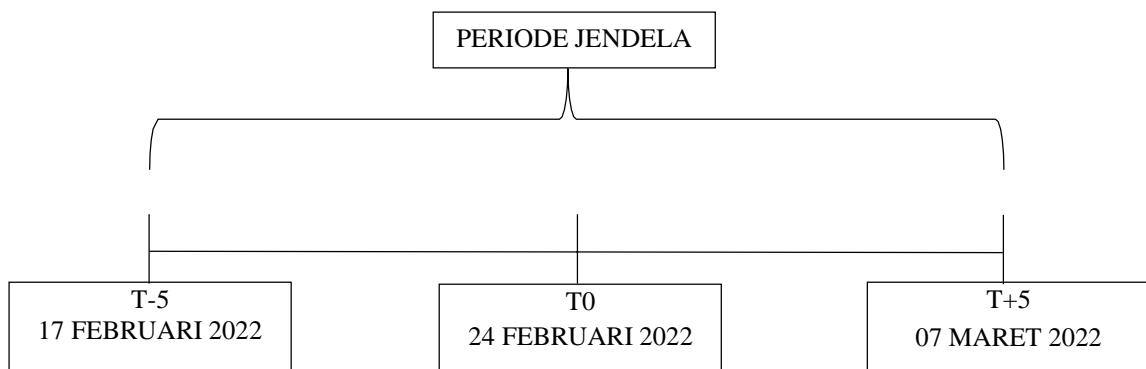 PERIODE JENDELA
T-5
17 FEBRUARI 2022
T0
24 FEBRUARI 2022
T+5
07 MARET 2022